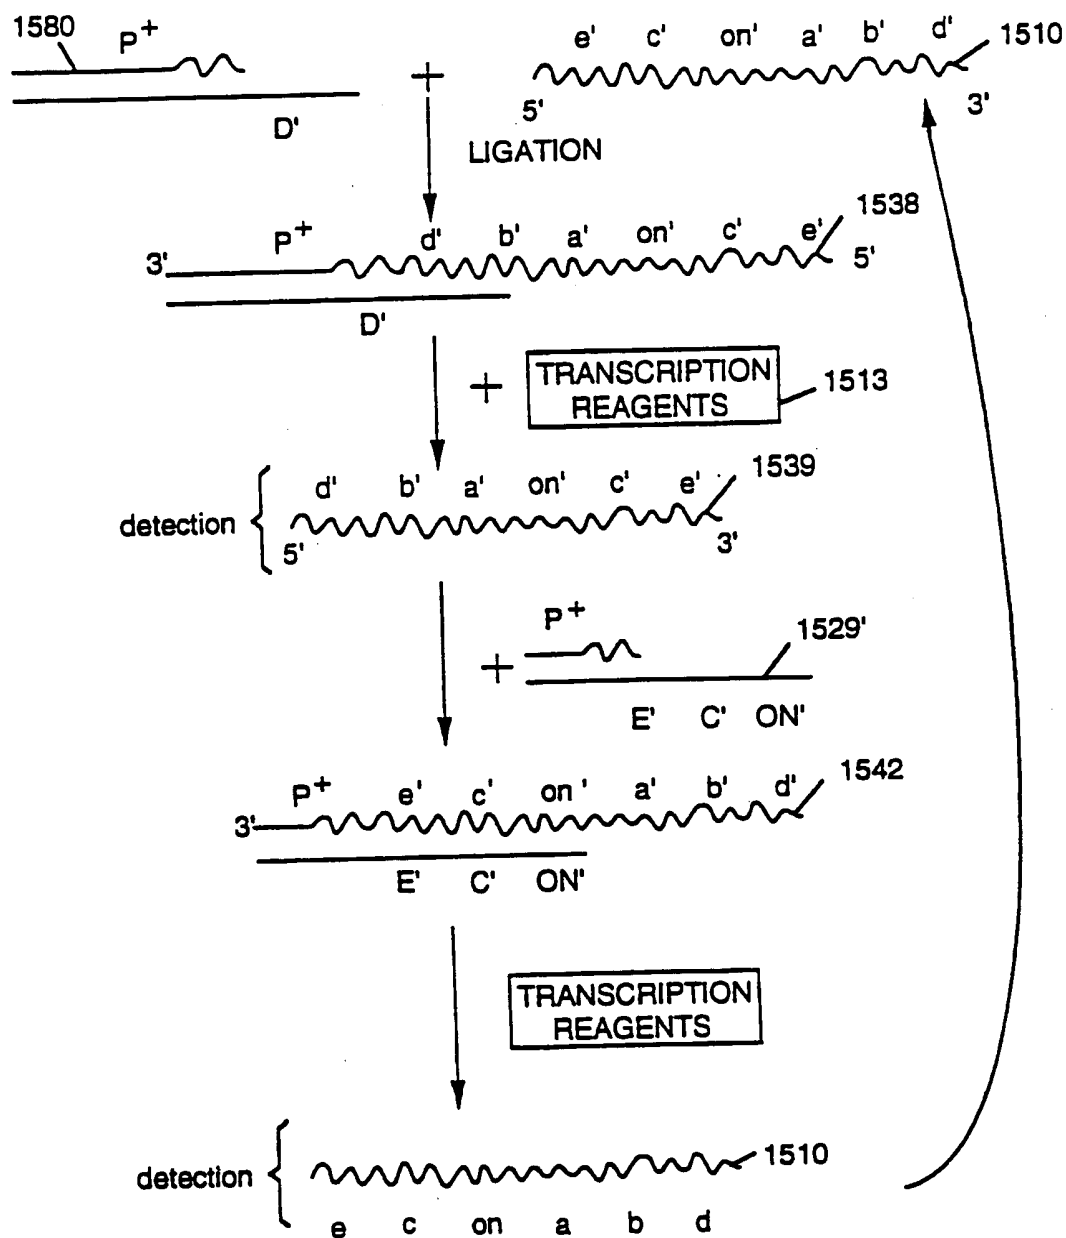 1580
P+
e' c' on' a' b' d'
1510
+
5'
3'
D'
LIGATION
1538
P+ d' b' a' on' c' e'
3'
5'
D'
+
TRANSCRIPTION
REAGENTS
1513
1539
d' b' a' on' c' e'
detection
5'
3'
P+
1529'
+
E' C' ON'
1542
P+ e' c' on' a' b' d'
3'
E' C' ON'
TRANSCRIPTION
REAGENTS
detection
1510
e c on a b d